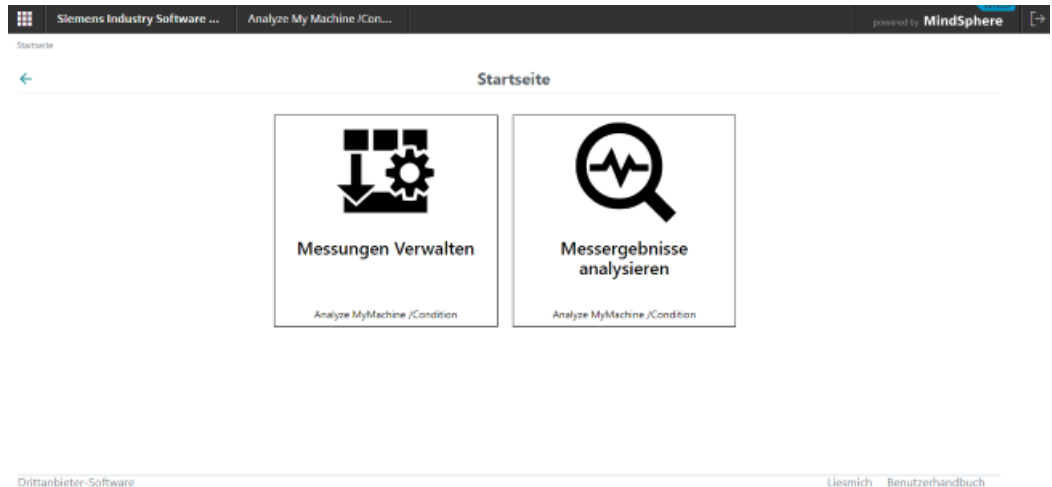 Siemens Industry Software ... Analyze My Machine /Con... powered by MindSphere
Startseite
Startseite
Messungen Verwalten
Analyze MyMachine /Condition
Messergebnisse
analysieren
Analyze MyMachine /Condition
Drittanbieter-Software Liesmich Benutzerhandbuch